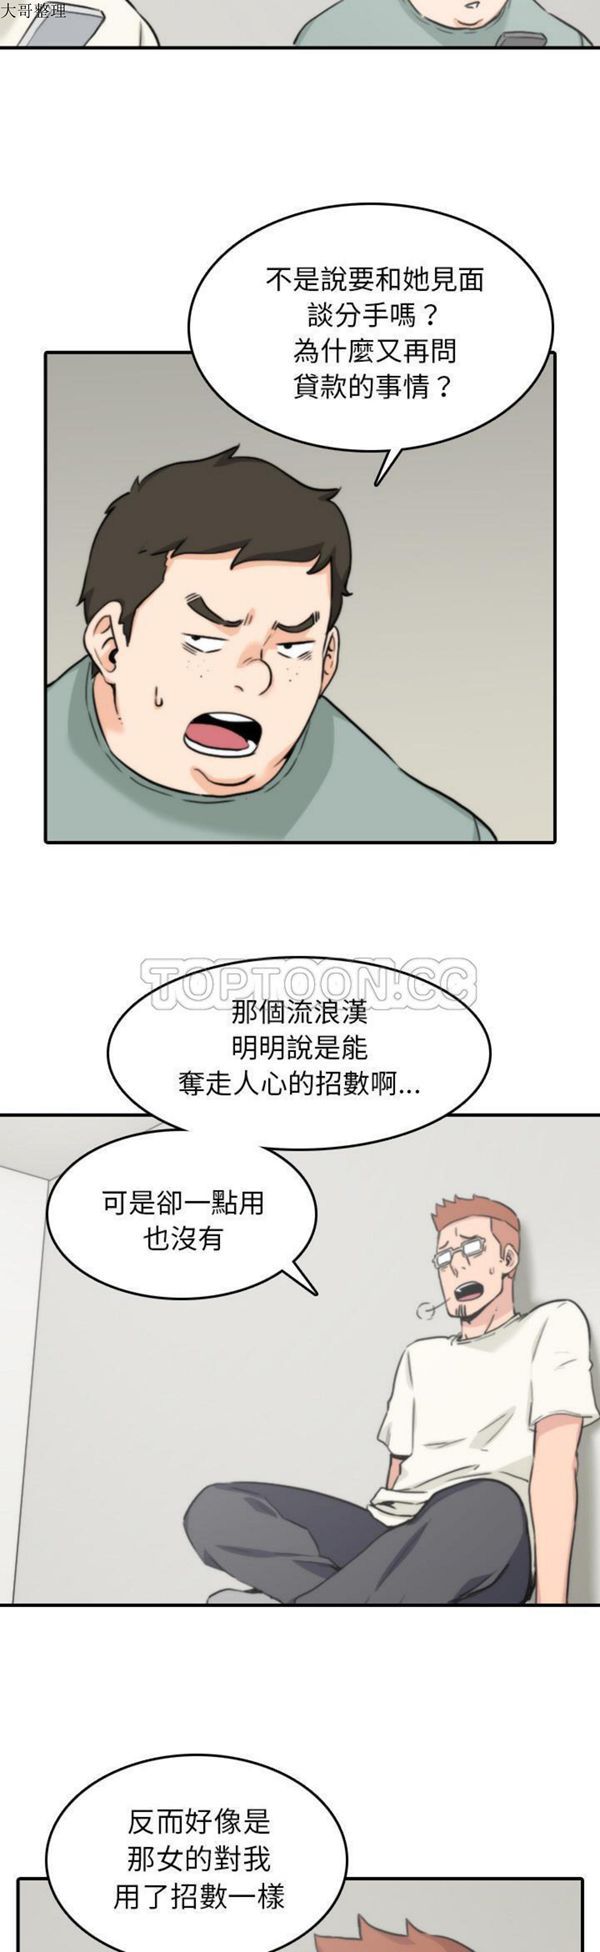 大哥整理
不是說要和她見面
談分手嗎？
為什麼又再問
貸款的事情？
TOPTOON.CC
那個流浪漢
明明說是能
奪走人心的招數啊...
可是卻一點用
也沒有
反而好像是
那女的對我
用了招數一樣